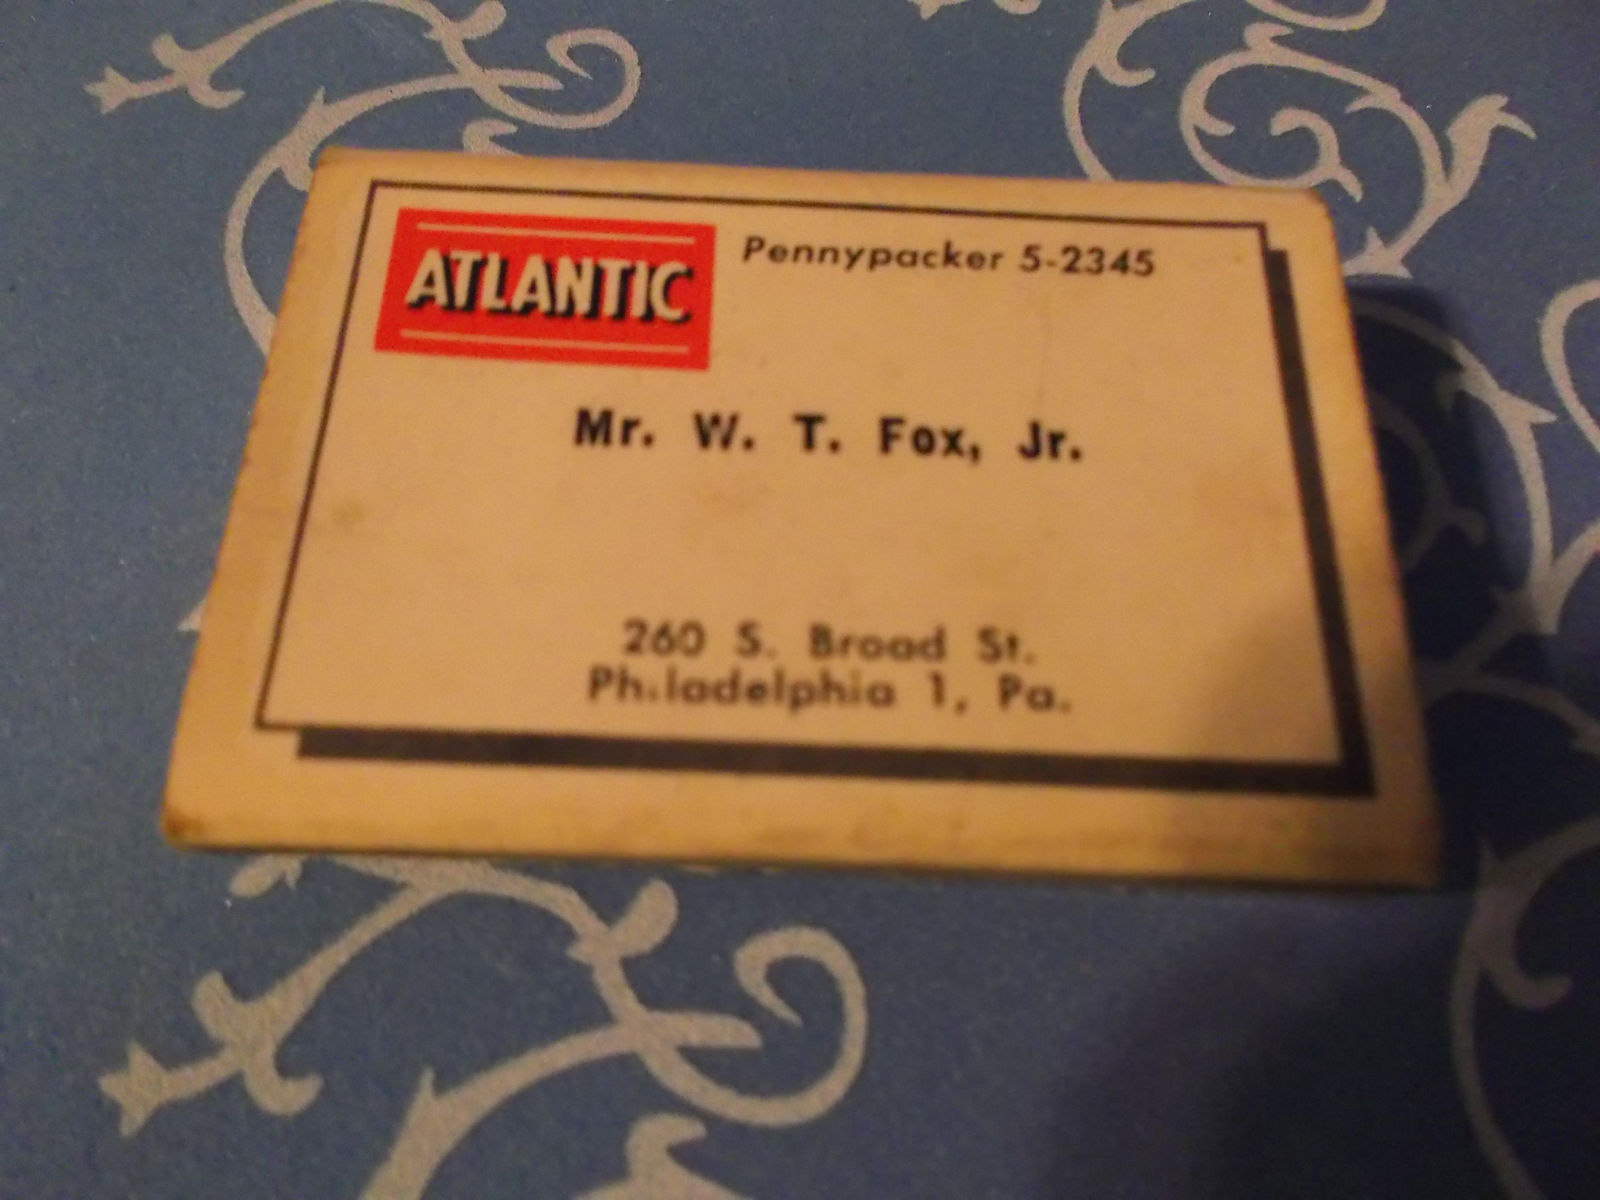 ATLANTIC
Pennypacker 5-2345
Mr. W. T. Fox, Jr.
260 S. Broad St.
Philadelphia 1, Pa.